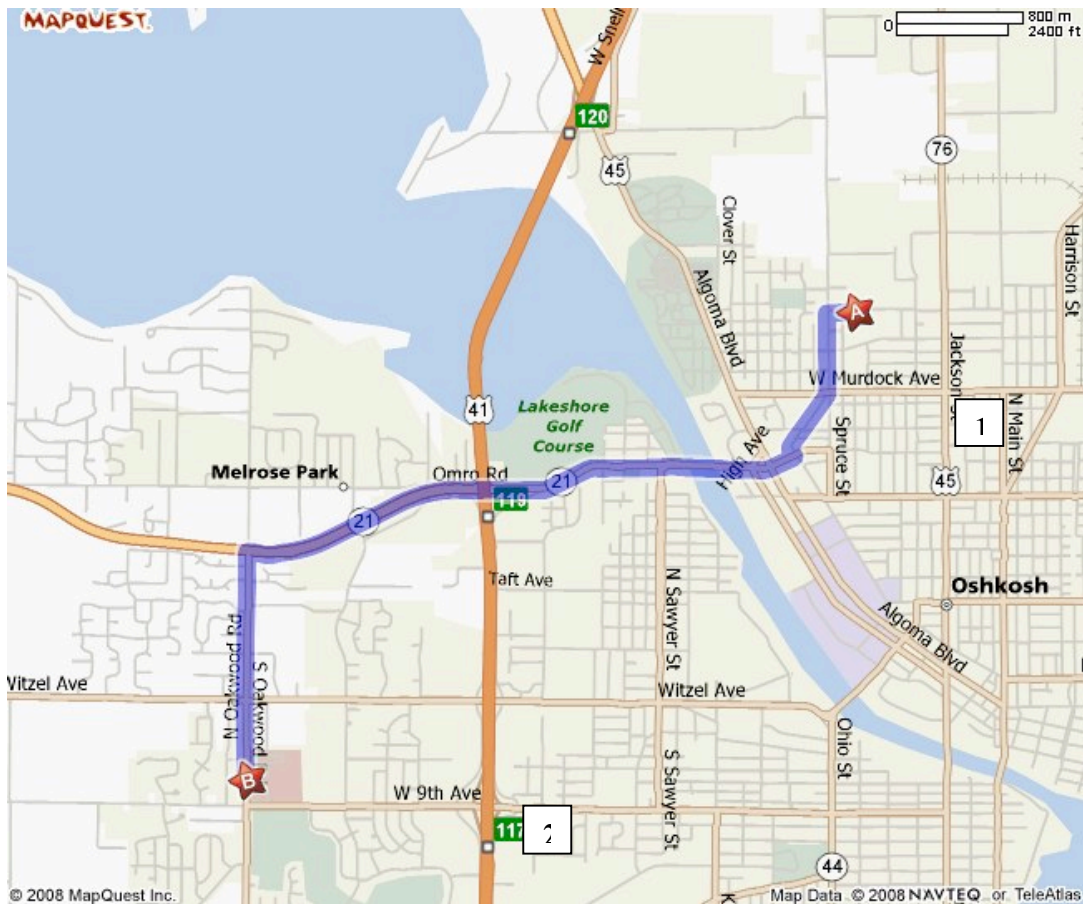 MAPQUEST.
0
800 m
2400 ft
W Snell
120
45
76
Clover St
Harrison St
Algoma Blvd
A
W Murdock Ave
Jackson St
N Main St
1
41
Lakeshore
Golf
Course
Spruce St
High Ave
Melrose Park
Omro Rd
21
21
119
45
Taft Ave
N Sawyer St
Oshkosh
Algoma Blvd
N Oakwood Rd
S Oakwood
Witzel Ave
Witzel Ave
Ohio St
S Sawyer St
B
W 9th Ave
117
2
44
K
© 2008 MapQuest Inc.
Map Data © 2008 NAVTEQ or TeleAtlas